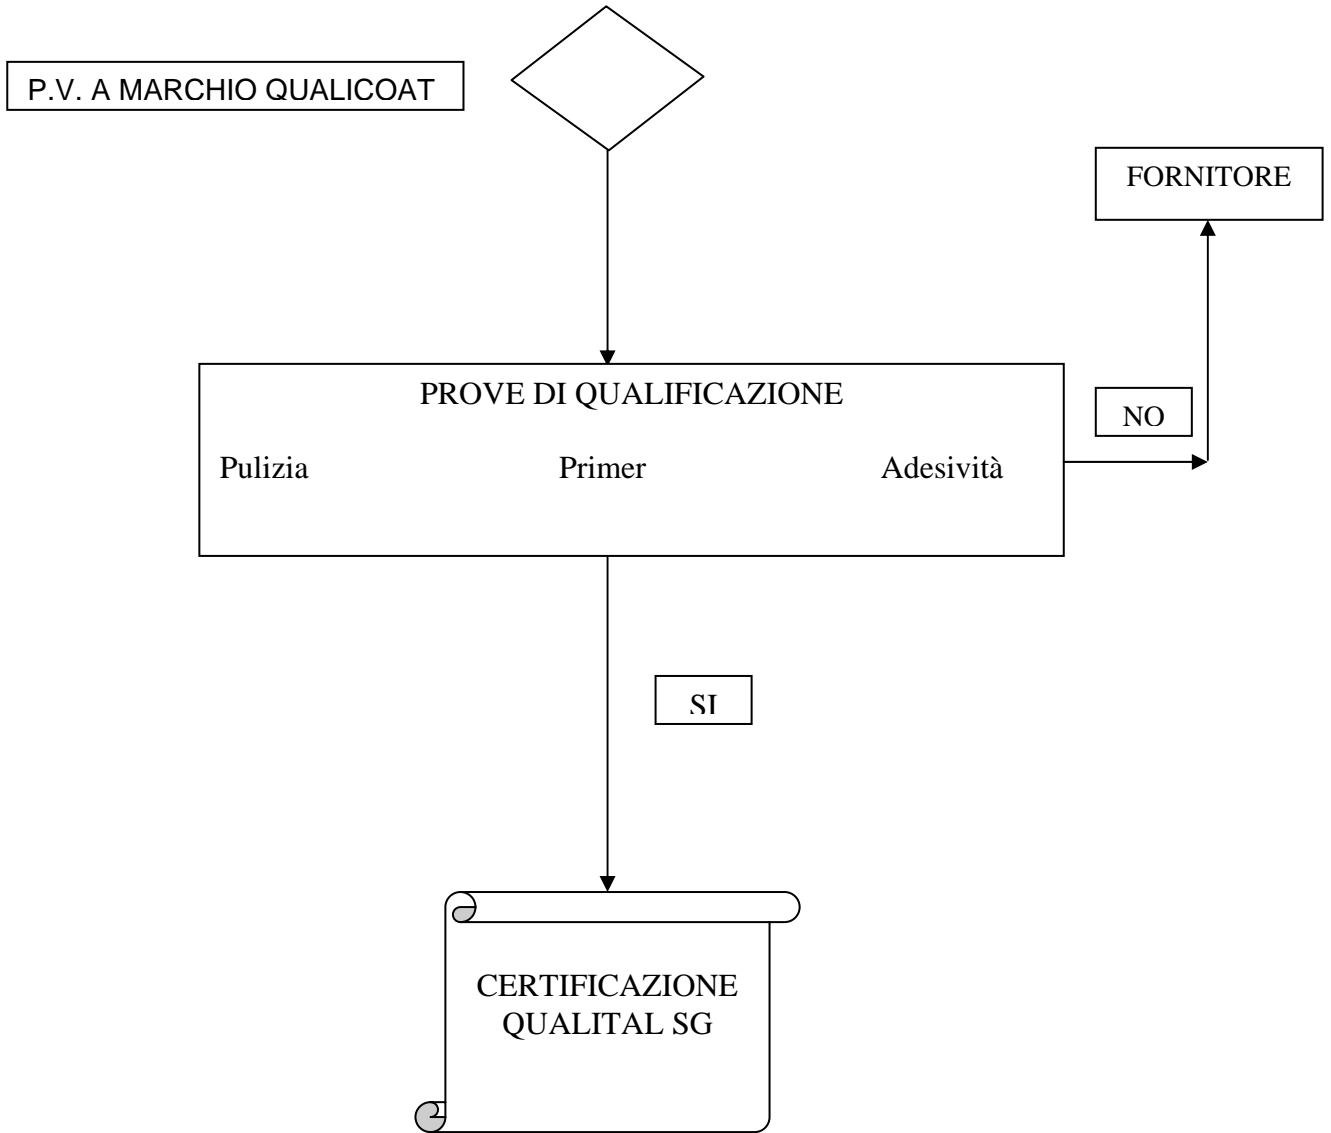 P.V. A MARCHIO QUALICOAT
FORNITORE
PROVE DI QUALIFICAZIONE
NO
Pulizia Primer Adesività
SI
CERTIFICAZIONE
QUALITAL SG